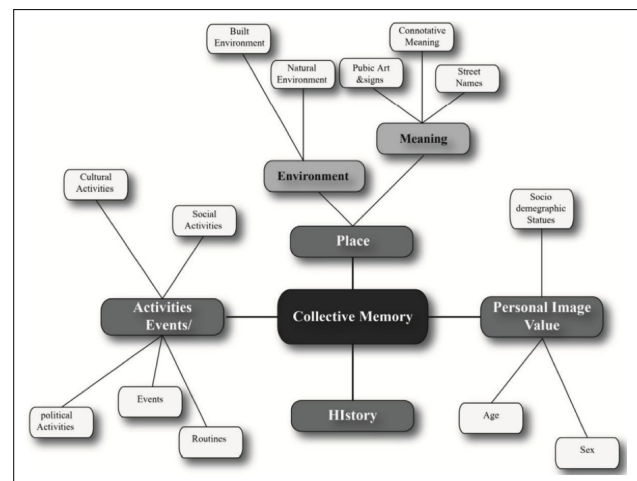 Built
Environment
Natural
Environment
Connotative
Meaning
Pubic Art
&signs
Street
Names
Environment
Meaning
Cultural
Activities
Social
Activities
Socio
demegraphic
Statues
Place
Activities
Events/
Collective Memory
Personal Image
Value
HIstory
political
Activities
Events
Routines
Age
Sex